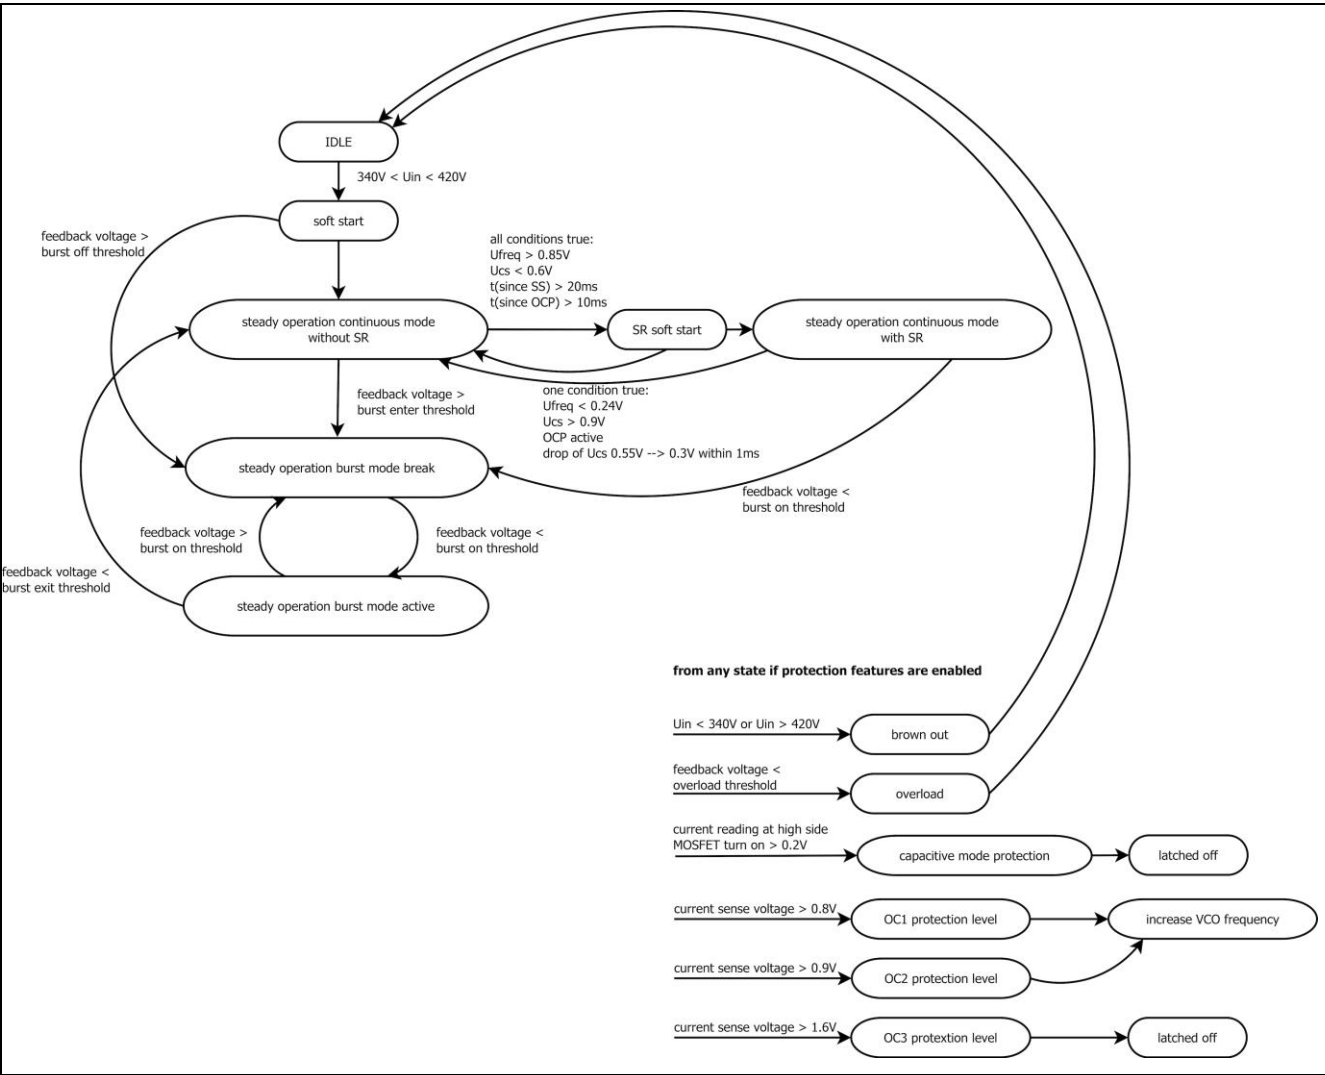 IDLE
340V < Uin < 420V
soft start
feedback voltage >
burst off threshold
all conditions true:
Ufreq > 0.85V
Ucs < 0.6V
t(since SS) > 20ms
t(since OCP) > 10ms
steady operation continuous mode
without SR
SR soft start
steady operation continuous mode
with SR
feedback voltage >
burst enter threshold
one condition true:
Ufreq < 0.24V
Ucs > 0.9V
OCP active
drop of Ucs 0.55V --> 0.3V within 1ms
steady operation burst mode break
feedback voltage <
burst on threshold
feedback voltage >
burst on threshold
feedback voltage <
burst on threshold
feedback voltage <
burst exit threshold
steady operation burst mode active
from any state if protection features are enabled
Uin < 340V or Uin > 420V
brown out
feedback voltage <
overload threshold
overload
current reading at high side
MOSFET turn on > 0.2V
capacitive mode protection
latched off
current sense voltage > 0.8V
OC1 protection level
increase VCO frequency
current sense voltage > 0.9V
OC2 protection level
current sense voltage > 1.6V
OC3 protextion level
latched off